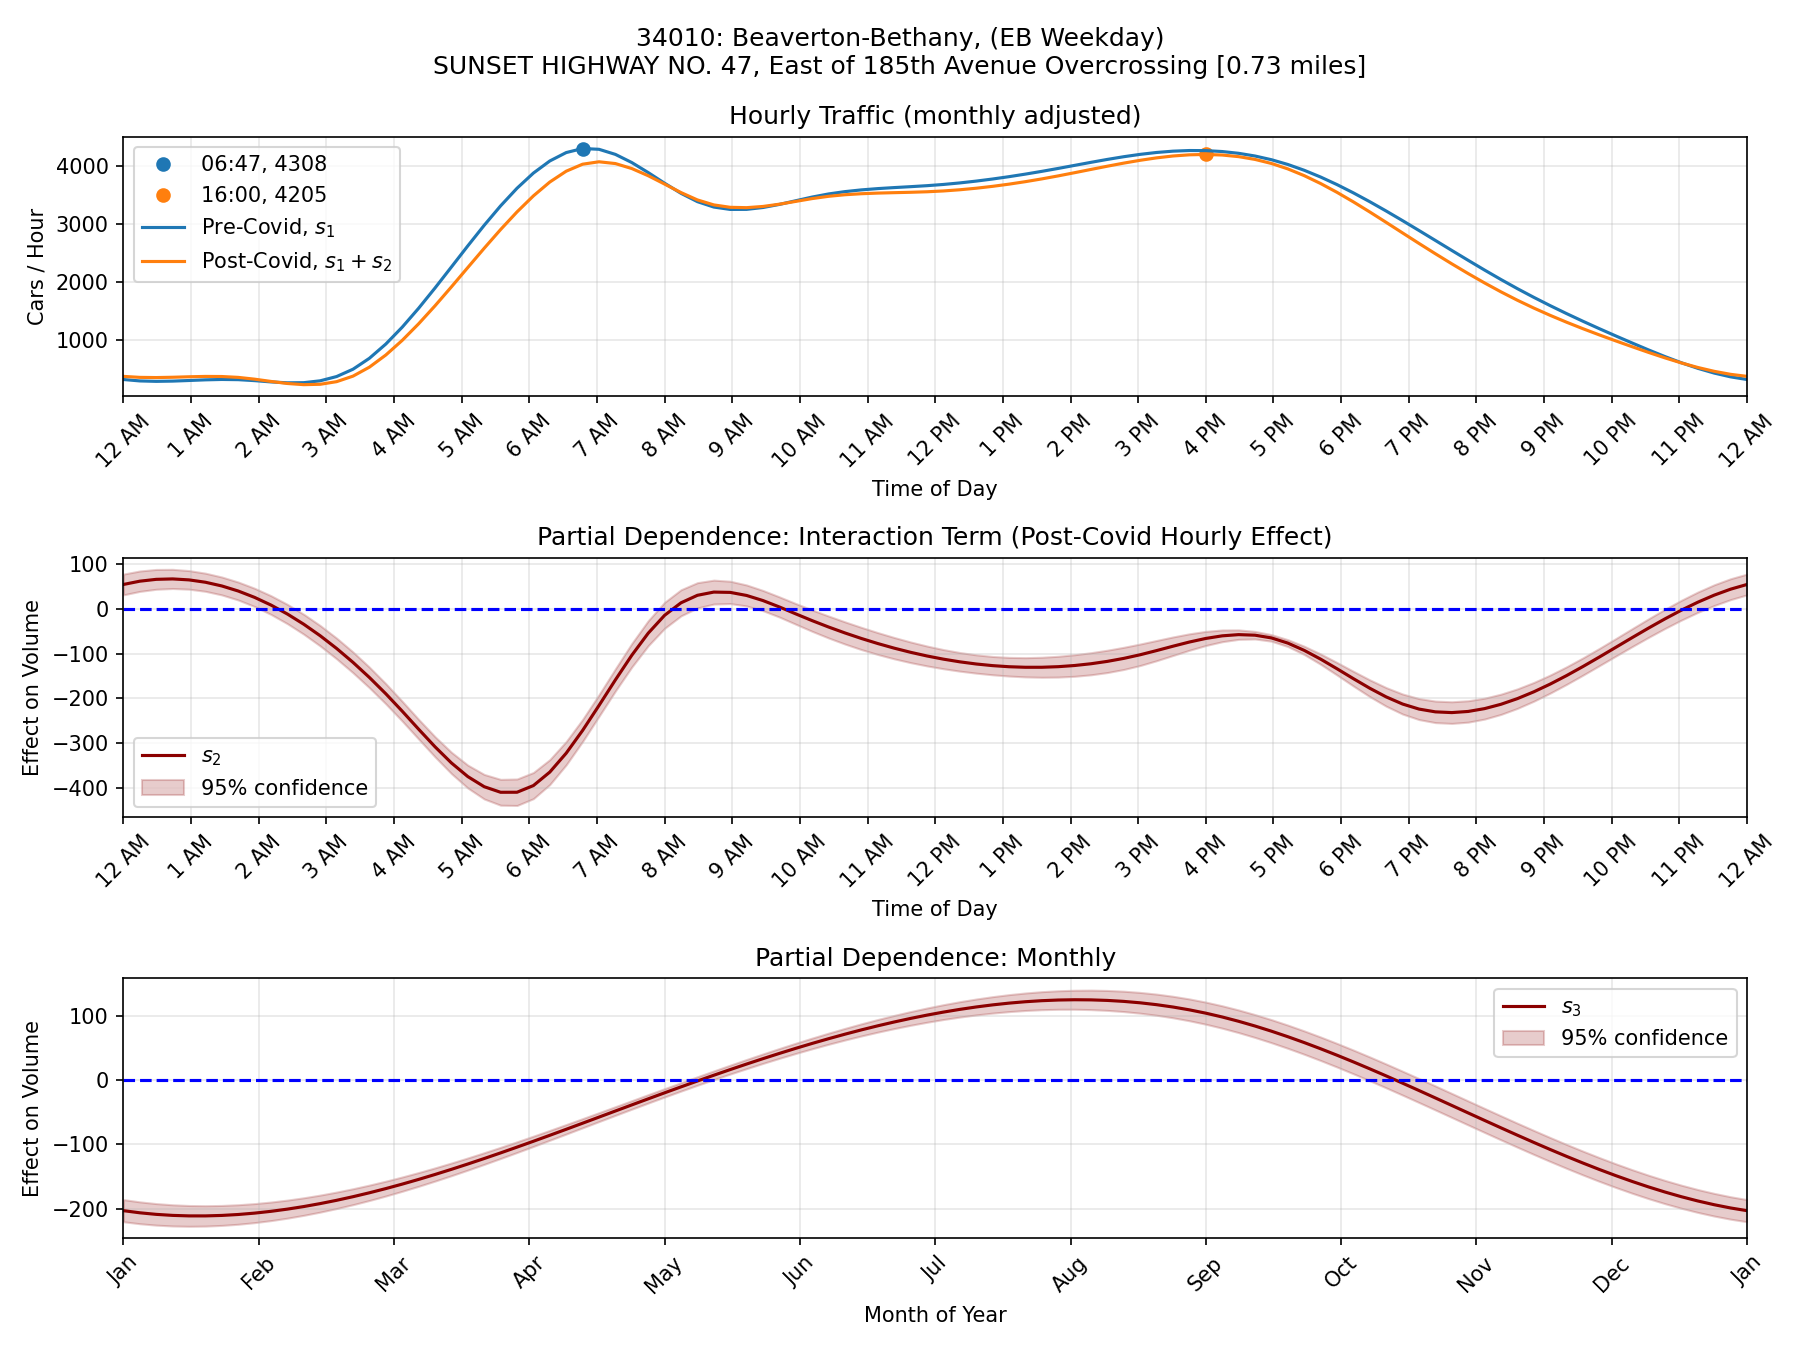 34010: Beaverton-Bethany, (EB Weekday)
SUNSET HIGHWAY NO. 47, East of 185th Avenue Overcrossing [0.73 miles]
Hourly Traffic (monthly adjusted)
Cars / Hour
4000
3000
2000
1000
06:47, 4308
16:00, 4205
Pre-Covid, s1
Post-Covid, s1 + s2
12 AM 1 AM 2 AM 3 AM 4 AM 5 AM 6 AM 7 AM 8 AM 9 AM 10 AM 11 AM 12 PM 1 PM 2 PM 3 PM 4 PM 5 PM 6 PM 7 PM 8 PM 9 PM 10 PM 11 PM 12 AM
Time of Day
Partial Dependence: Interaction Term (Post-Covid Hourly Effect)
Effect on Volume
100
0
−100
−200
−300
−400
s2
95% confidence
12 AM 1 AM 2 AM 3 AM 4 AM 5 AM 6 AM 7 AM 8 AM 9 AM 10 AM 11 AM 12 PM 1 PM 2 PM 3 PM 4 PM 5 PM 6 PM 7 PM 8 PM 9 PM 10 PM 11 PM 12 AM
Time of Day
Partial Dependence: Monthly
Effect on Volume
100
0
−100
−200
s3
95% confidence
Jan Feb Mar Apr May Jun Jul Aug Sep Oct Nov Dec Jan
Month of Year